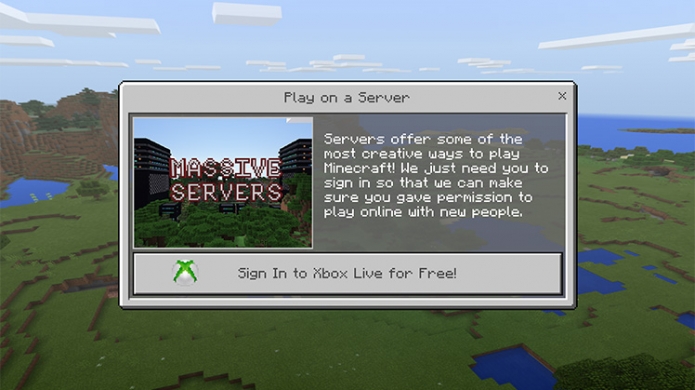 Play on a Server
MASSIVE
SERVERS
Servers offer some of the
most creative ways to play
Minecraft! We just need you to
sign in so that we can make
sure you gave permission to
play online with new people.
Sign In to Xbox Live for Free!